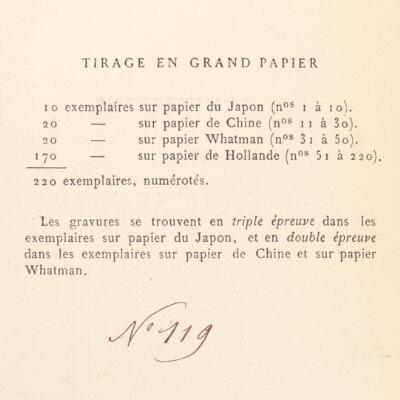 TIRAGE EN GRAND PAPIER
10 exemplaires sur papier du Japon (nos 1 à 10).
20 — sur papier de Chine (nos 11 à 30).
20 — sur papier Whatman (nos 31 à 50).
170 — sur papier de Hollande (nos 51 à 220).
220 exemplaires, numérotés.
Les gravures se trouvent en triple épreuve dans les
exemplaires sur papier du Japon, et en double épreuve
dans les exemplaires sur papier de Chine et sur papier
Whatman.
No 119